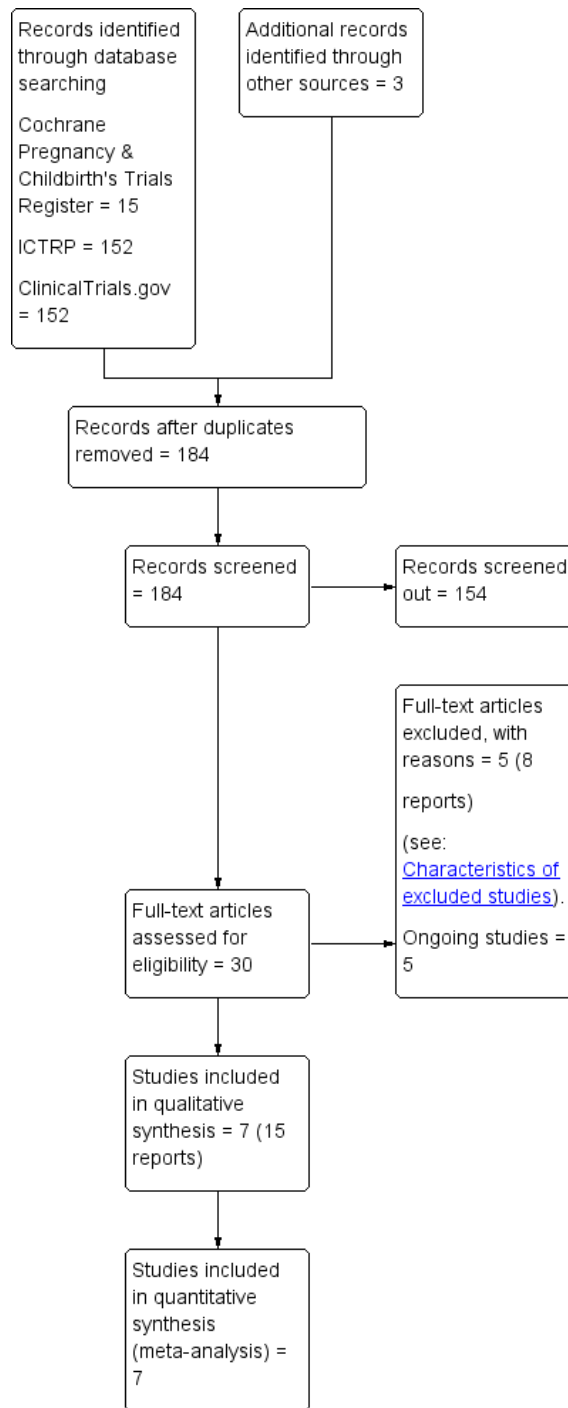 Records identified
through database
searching
Cochrane
Pregnancy &
Childbirth's Trials
Register = 15
ICTRP = 152
ClinicalTrials.gov
= 152
Additional records
identified through
other sources = 3
Records after duplicates
removed = 184
Records screened
= 184
Records screened
out = 154
Full-text articles
excluded, with
reasons = 5 (8
reports)
(see:
Characteristics of
excluded studies).
Ongoing studies =
5
Full-text articles
assessed for
eligibility = 30
Studies included
in qualitative
synthesis = 7 (15
reports)
Studies included
in quantitative
synthesis
(meta-analysis) =
7